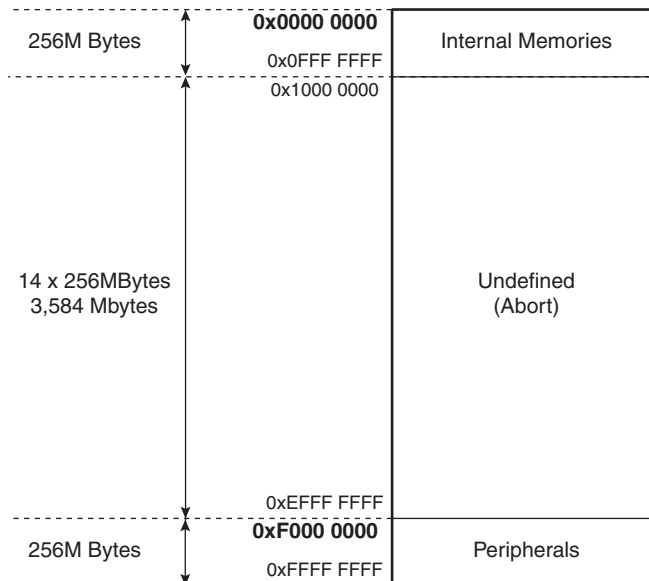 256M Bytes
0x0000 0000
0x0FFF FFFF
Internal Memories
0x1000 0000
14 x 256MBytes
3,584 Mbytes
Undefined
(Abort)
0xEFFF FFFF
256M Bytes
0xF000 0000
0xFFFF FFFF
Peripherals